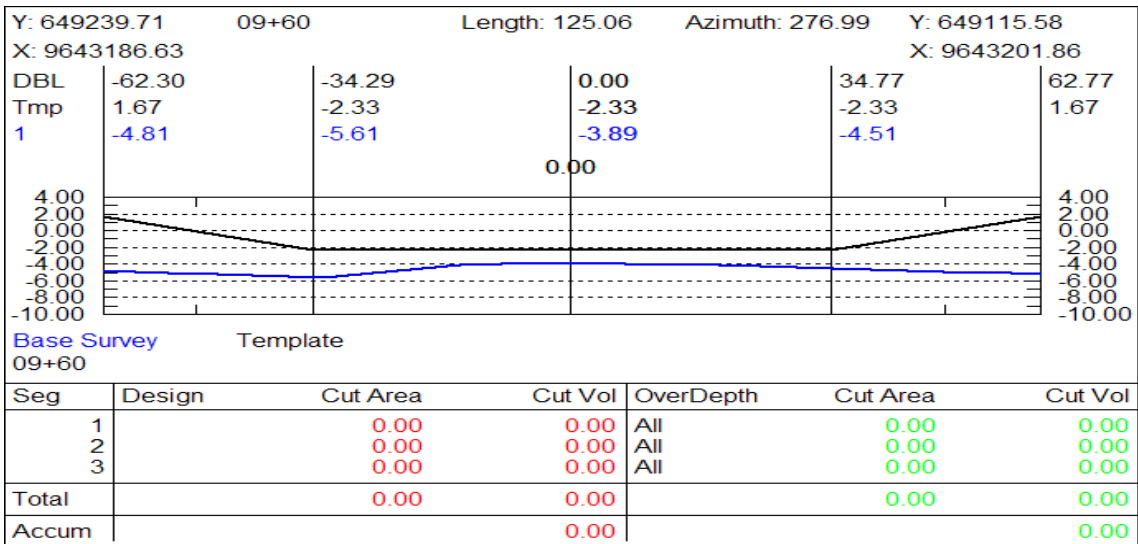 Y: 649239.71 09+60 Length: 125.06 Azimuth: 276.99 Y: 649115.58
X: 9643186.63 X: 9643201.86
DBL -62.30 -34.29 0.00 34.77 62.77
Tmp 1.67 -2.33 -2.33 -2.33 1.67
1 -4.81 -5.61 -3.89 -4.51
0.00
4.00 4.00
2.00 2.00
0.00 0.00
-2.00 -2.00
-4.00 -4.00
-6.00 -6.00
-8.00 -8.00
-10.00 -10.00
Base Survey Template
09+60
Seg Design Cut Area Cut Vol OverDepth Cut Area Cut Vol
1 0.00 0.00 All 0.00 0.00
2 0.00 0.00 All 0.00 0.00
3 0.00 0.00 All 0.00 0.00
Total 0.00 0.00 0.00 0.00
Accum 0.00 0.00